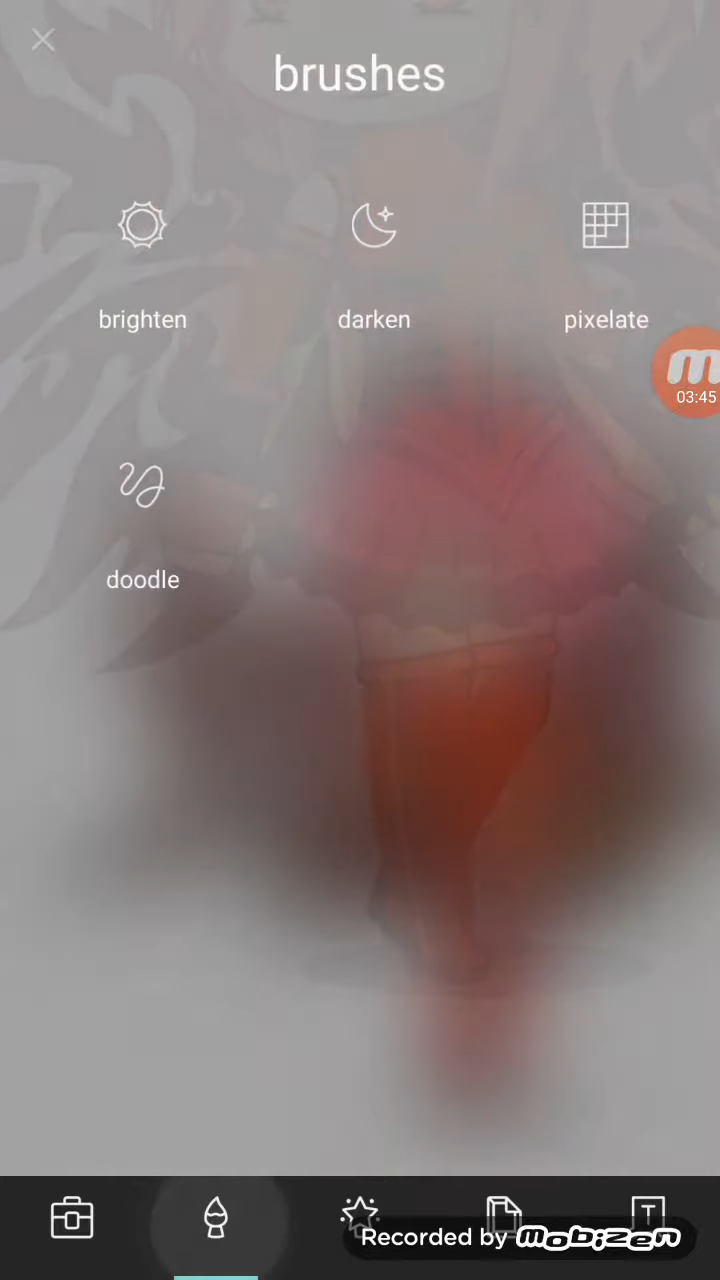 brushes
brighten
darken
pixelate
m
03:45
doodle
T
Recorded by mobizen